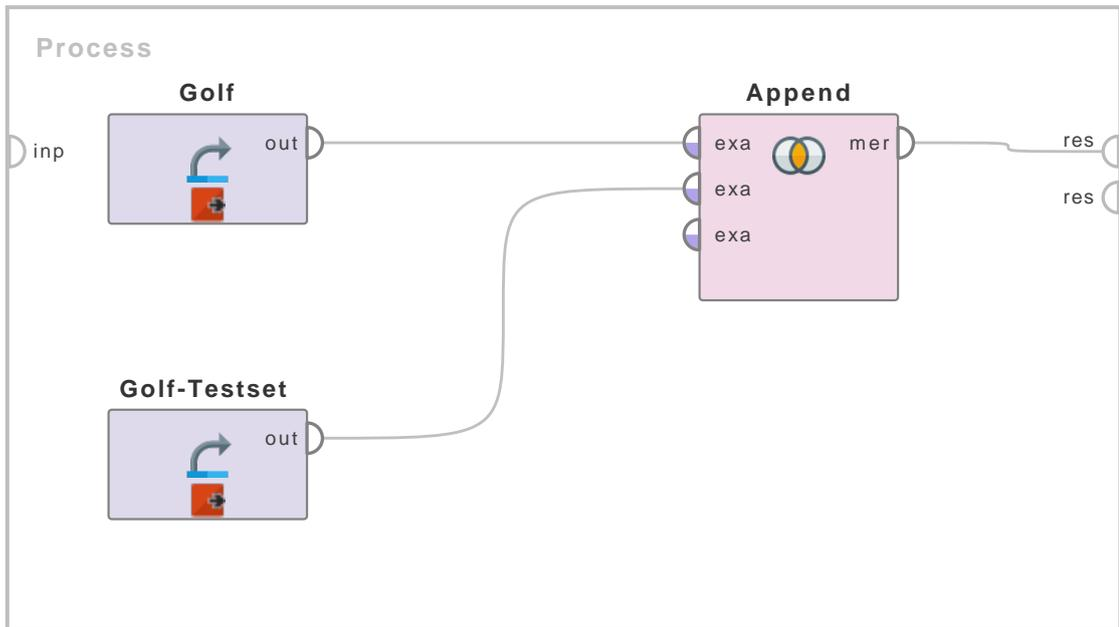 Process
Golf
Append
inp
out
exa
mer
res
exa
res
exa
Golf-Testset
out